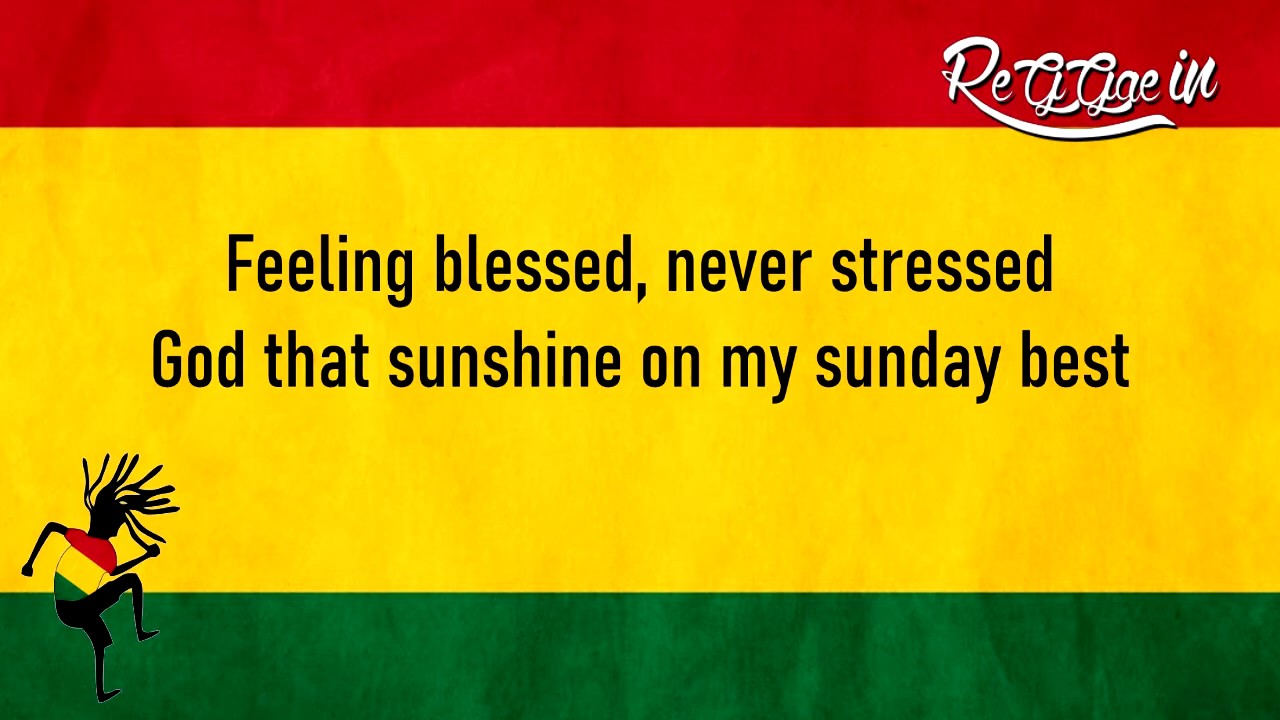 ReGGae in
Feeling blessed, never stressed
God that sunshine on my sunday best